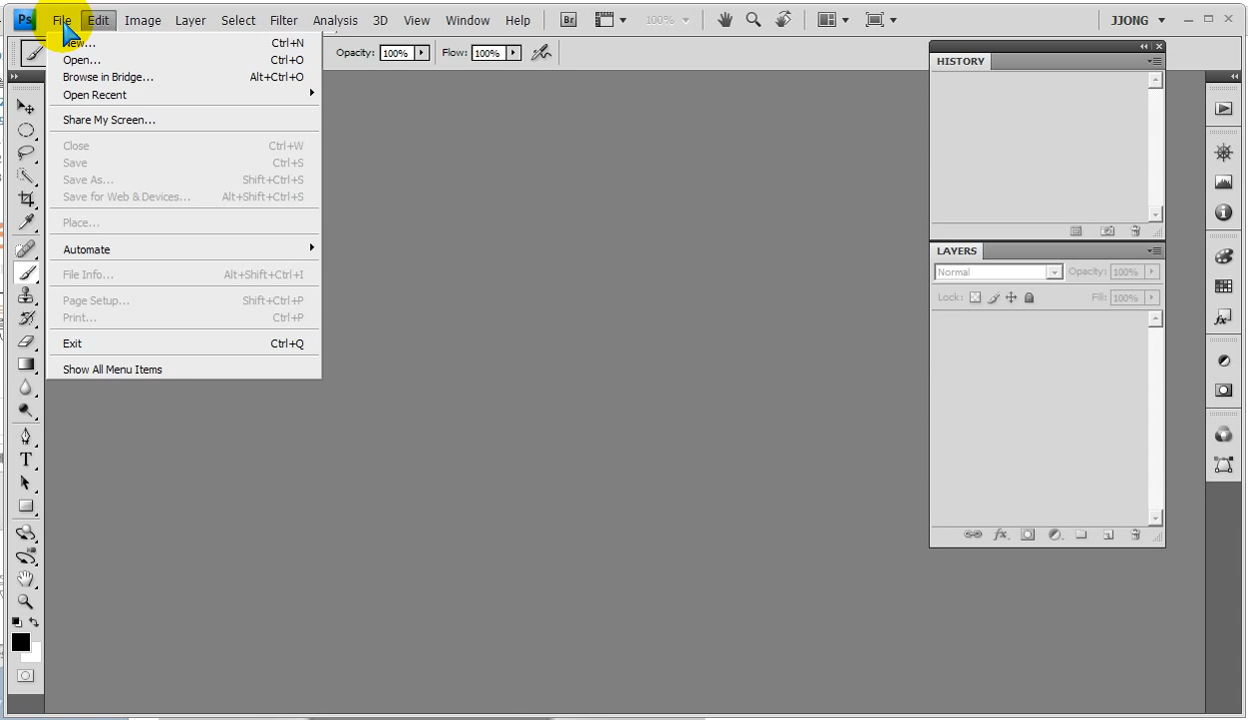 Ps File Edit Image Layer Select Filter Analysis 3D View Window Help Br 100% JJONG
Opacity: 100% Flow: 100%
New... Ctrl+N
Open... Ctrl+O
Browse in Bridge... Alt+Ctrl+O
Open Recent
Share My Screen...
Close Ctrl+W
Save Ctrl+S
Save As... Shift+Ctrl+S
Save for Web & Devices... Alt+Shift+Ctrl+S
Place...
Automate
File Info... Alt+Shift+Ctrl+I
Page Setup... Shift+Ctrl+P
Print... Ctrl+P
Exit Ctrl+Q
Show All Menu Items
HISTORY
LAYERS
Normal Opacity: 100%
Lock: Fill: 100%